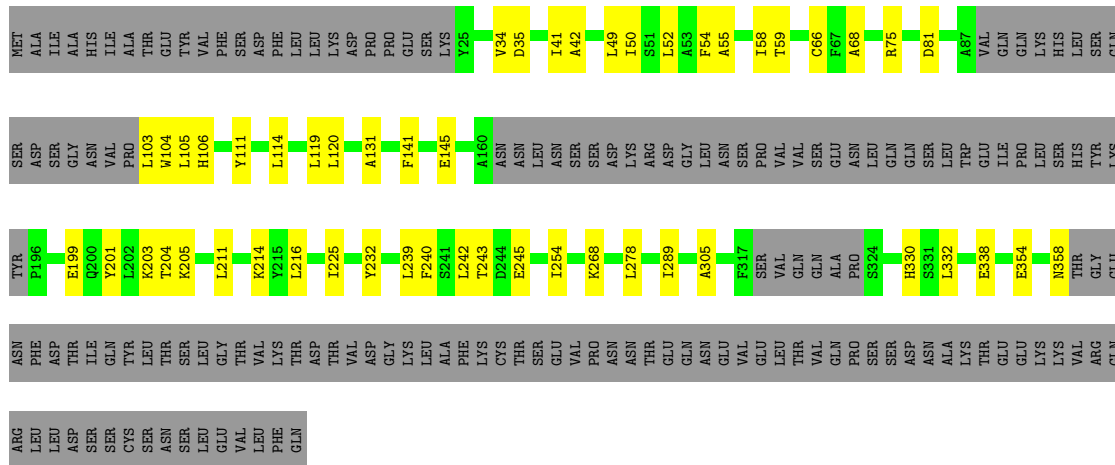 MET ALA ILE ALA HIS ILE ALA THR GLU TYR VAL PHE SER ASP PHE LEU LEU LYS ASP PRO PRO GLU SER LYS Y25 V34 D35 I41 A42 L49 I50 S51 L52 A53 F54 A55 I58 T59 C66 F67 A68 R75 D81 A87 VAL GLN GLN LYS HIS LEU SER GLN
SER ASP SER GLY ASN VAL PRO L103 W104 L105 H106 Y111 L114 L119 L120 A131 F141 E145 A160 ASN ASN LEU ASN SER SER ASP LYS ARG ASP GLY LEU ASN SER PRO VAL VAL SER GLU ASN LEU GLN GLN SER LEU TRP GLU ILE PRO LEU SER HIS TYR LYS
TYR P196 E199 Q200 Y201 L202 K203 T204 K205 L211 K214 Y215 L216 I225 Y232 L239 F240 S241 L242 T243 D244 E245 I254 K268 L278 I289 A305 F317 SER VAL GLN GLN ALA PRO S324 H330 S331 L332 E338 E354 N358 THR GLY GLU
ASN PHE ASP THR ILE GLN TYR LEU THR SER LEU GLY THR VAL LYS THR ASP THR VAL ASP GLY LYS LEU ALA PHE LYS CYS THR SER GLU VAL PRO ASN ASN THR GLU GLN ASN GLU VAL GLU LEU THR VAL GLN PRO SER SER ASP ASN ALA LYS THR GLU GLU LYS LYS VAL ARG GLN
ARG LEU LEU ASP SER SER CYS SER ASN SER LEU GLU VAL LEU PHE GLN